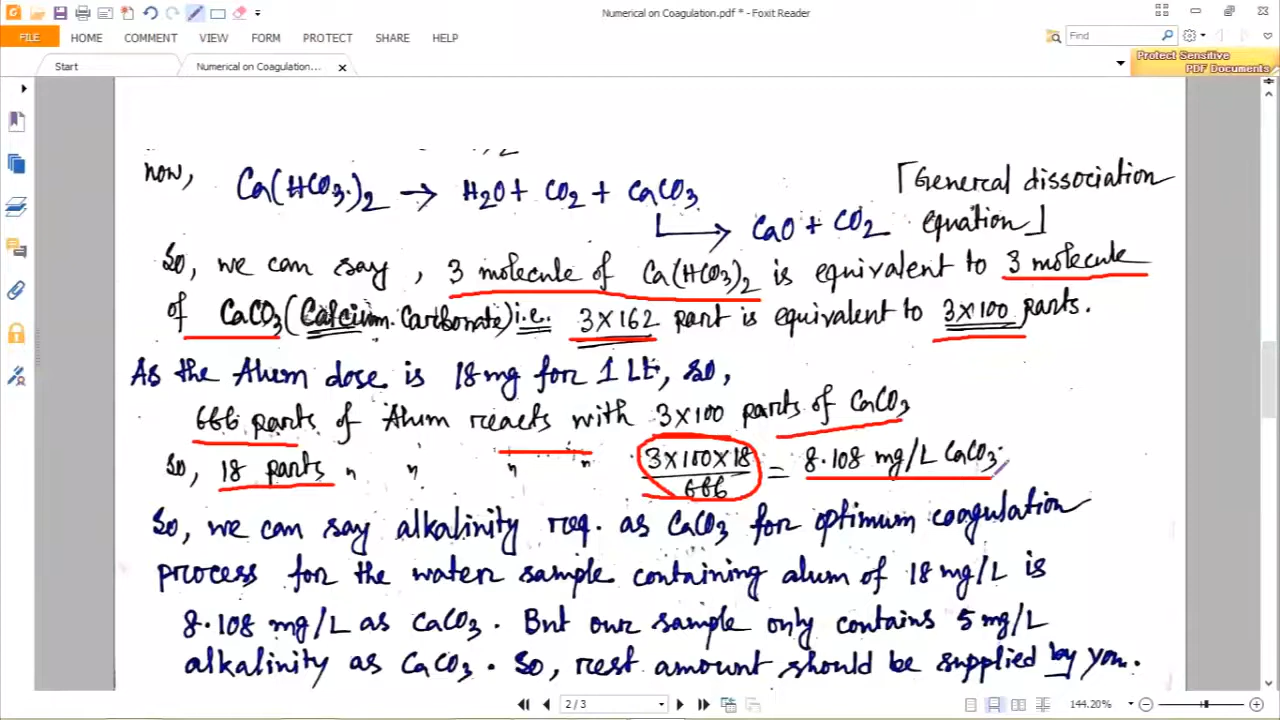 Numerical on Coagulation.pdf * - Foxit Reader
FILE HOME COMMENT VIEW FORM PROTECT SHARE HELP
Find
Start Numerical on Coagulation...
Protect Sensitive
PDF Documents
now, Ca(HCO3)2 → H2O + CO2 + CaCO3 [General dissociation
→ CaO + CO2 equation]
So, we can say, 3 molecule of Ca(HCO3)2 is equivalent to 3 molecule
of CaCO3 (Calcium Carbonate) i.e. 3×162 part is equivalent to 3×100 parts.
As the Alum dose is 18 mg for 1 Lt, so,
666 parts of Alum reacts with 3×100 parts of CaCO3
So, 18 parts " " " " 3×100×18/666 = 8.108 mg/L CaCO3.
So, we can say alkalinity req. as CaCO3 for optimum coagulation
process for the water sample containing alum of 18 mg/L is
8.108 mg/L as CaCO3. But our sample only contains 5 mg/L
alkalinity as CaCO3. So, rest amount should be supplied by you.
2 / 3 144.20%